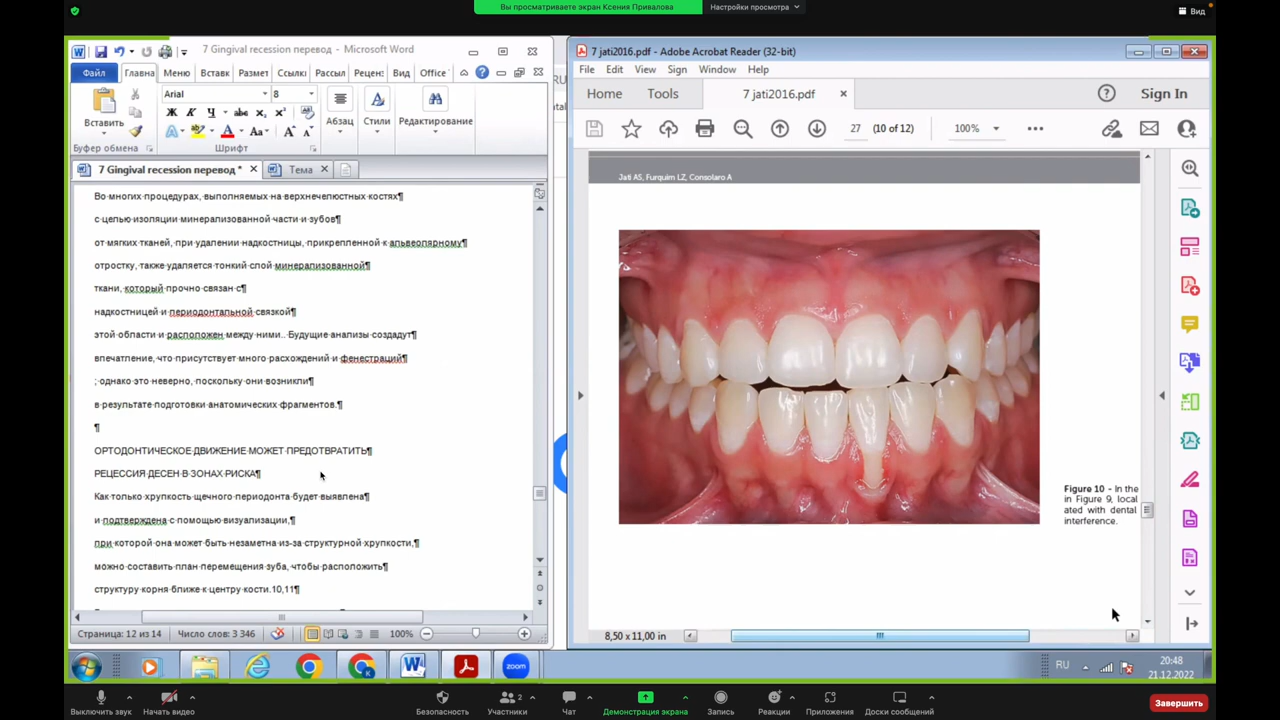 Вы просматриваете экран Ксения Привалова
Настройки просмотра
Вид
7 Gingival recession перевод - Microsoft Word
Файл
Главна
Меню
Вставк
Размет
Ссылкі
Рассыл
Рецен:
Вид
Office
Вставить
Буфер обмена
Arial
8
Ж К Ч abc x₂ x²
Aa
Шрифт
Абзац
Стили
Редактирование
7 Gingival recession перевод *
Тема
Во многих процедурах, выполняемых на верхнечелюстных костях¶
с целью изоляции минерализованной части и зубов¶
от мягких тканей, при удалении надкостницы, прикрепленной к альвеолярному¶
отростку, также удаляется тонкий слой минерализованной¶
ткани, который прочно связан с¶
надкостницей и периодонтальной связкой¶
этой области и расположен между ними.. Будущие анализы создадут¶
впечатление, что присутствует много расхождений и фенестраций¶
; однако это неверно, поскольку они возникли¶
в результате подготовки анатомических фрагментов.¶
¶
ОРТОДОНТИЧЕСКОЕ ДВИЖЕНИЕ МОЖЕТ ПРЕДОТВРАТИТЬ¶
РЕЦЕССИЯ ДЕСЕН В ЗОНАХ РИСКА¶
Как только хрупкость щечного периодонта будет выявлена¶
и подтверждена с помощью визуализации,¶
при которой она может быть незаметна из-за структурной хрупкости,¶
можно составить план перемещения зуба, чтобы расположить¶
структуру корня ближе к центру кости.10,11¶
Страница: 12 из 14
Число слов: 3 346
100%
7 jati2016.pdf - Adobe Acrobat Reader (32-bit)
File Edit View Sign Window Help
Home
Tools
7 jati2016.pdf
Sign In
27
(10 of 12)
100%
Jati AS, Furquim LZ, Consolaro A
Figure 10 - In the
in Figure 9, local
ated with dental
interference.
8,50 x 11,00 in
zoom
RU
20:48
21.12.2022
Выключить звук
Начать видео
Безопасность
2
Участники
Чат
Демонстрация экрана
Запись
Реакции
Приложения
Доски сообщений
Завершить